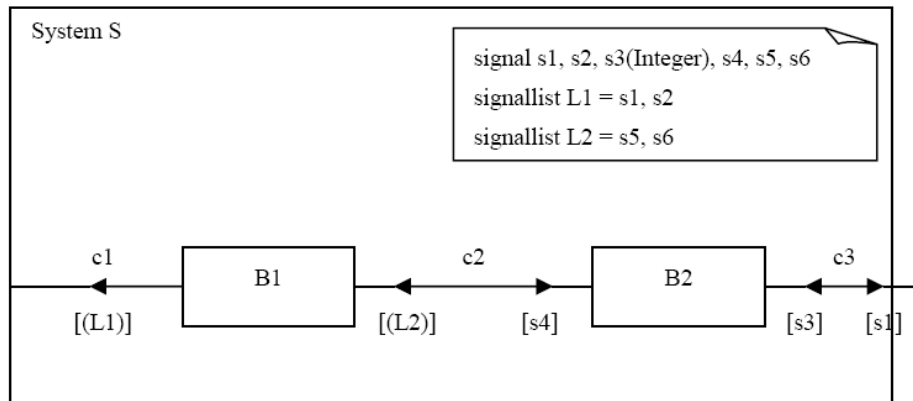 System S
signal s1, s2, s3(Integer), s4, s5, s6
signallist L1 = s1, s2
signallist L2 = s5, s6
c1
B1
c2
B2
c3
[(L1)]
[(L2)]
[s4]
[s3]
[s1]